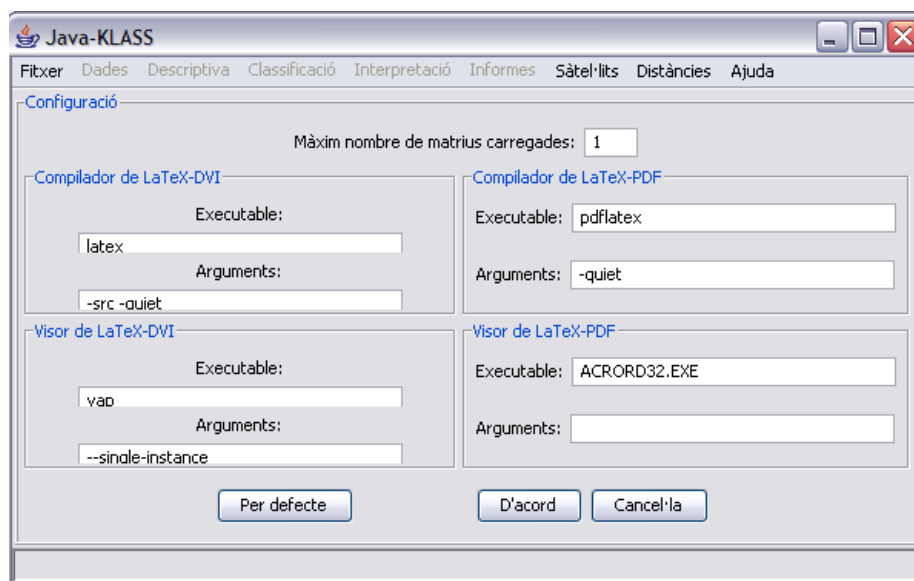 Java-KLASS
Fitxer Dades Descriptiva Classificació Interpretació Informes Sàtel·lits Distàncies Ajuda
Configuració
Màxim nombre de matrius carregades: 1
Compilador de LaTeX-DVI
Executable:
latex
Arguments:
-src -quiet
Compilador de LaTeX-PDF
Executable: pdflatex
Arguments: -quiet
Visor de LaTeX-DVI
Executable:
yap
Arguments:
--single-instance
Visor de LaTeX-PDF
Executable: ACRORD32.EXE
Arguments:
Per defecte D'acord Cancel·la